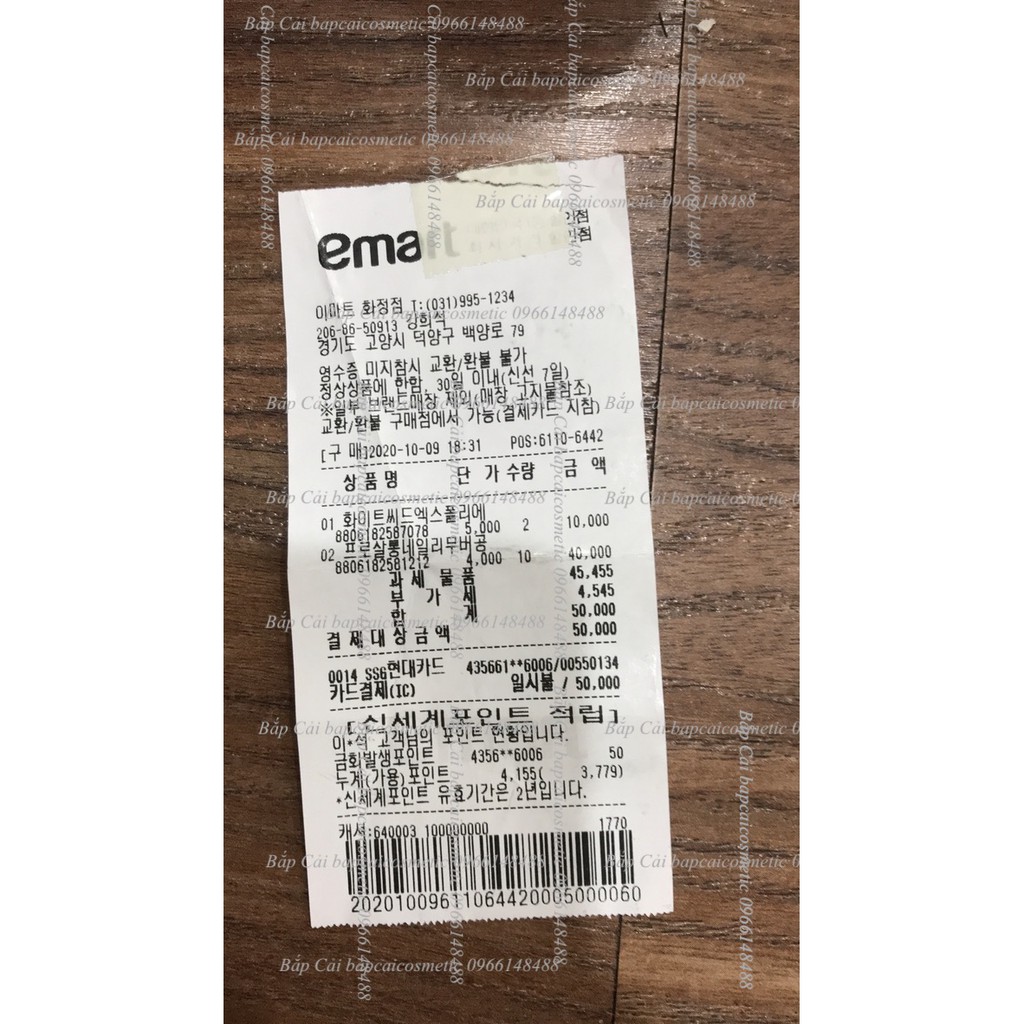 Bắp Cải bapcaicosmetic 0966148488
emart
이마트 화정점 T:(031)995-1234
206-86-50913 강희석
경기도 고양시 덕양구 백양로 79
영수증 미지참시 교환/환불 불가
정상상품에 한함, 30일 이내(신선 7일)
※일부 브랜드매장 제외(매장 고지물참조)
교환/환불 구매점에서 가능(결제카드 지참)
[구 매]2020-10-09 18:31 POS:6110-6442
상 품 명 단 가 수량 금 액
01 화이트씨드엑스폴리에
8806182587078 5,000 2 10,000
02 프로살롱네일리무버공
8806182581212 4,000 10 40,000
과 세 물 품 45,455
부 가 세 4,545
합 계 50,000
결 제 대 상 금 액 50,000
0014 SSG현대카드 435661**6006/00550134
카드결제(IC) 일시불 / 50,000
[신세계포인트 적립]
이*석 고객님의 포인트 현황입니다.
금회발생포인트 4356**6006 50
누계(가용)포인트 4,155( 3,779)
*신세계포인트 유효기간은 2년입니다.
캐셔:640003 100000000 1770